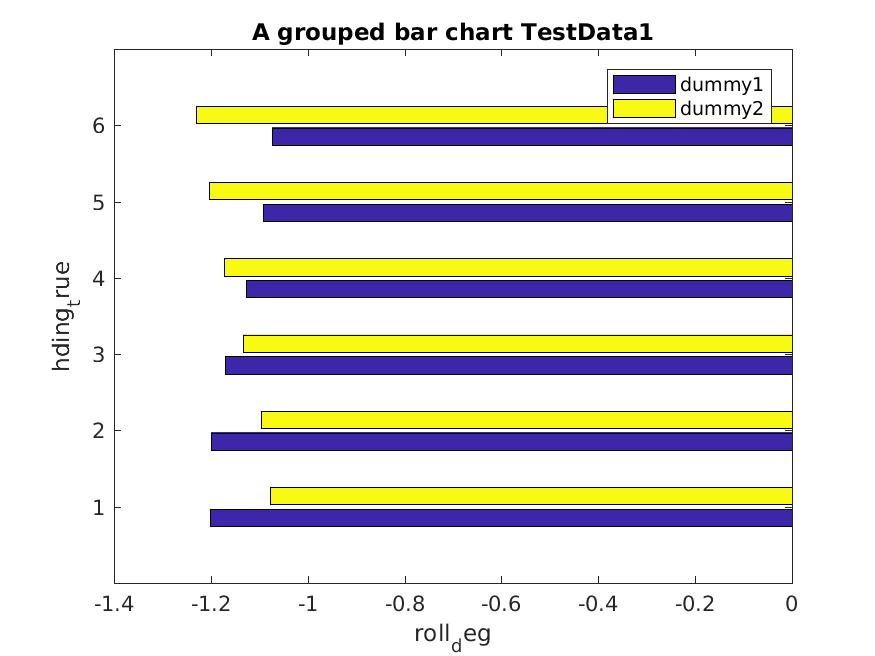 A grouped bar chart TestData1
dummy1
dummy2
6
5
4
3
2
1
hding_true
-1.4 -1.2 -1 -0.8 -0.6 -0.4 -0.2 0
roll_deg